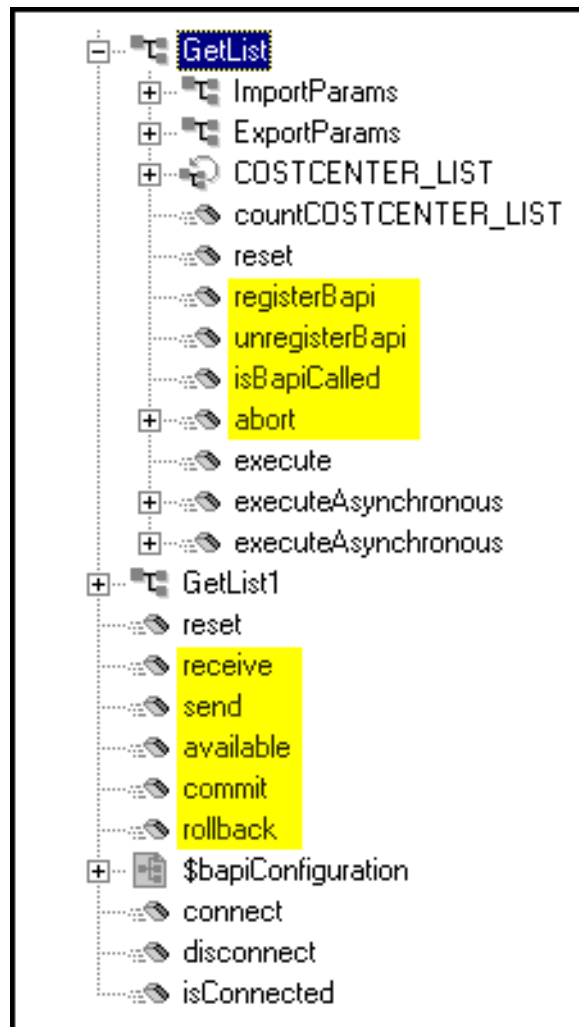 GetList
ImportParams
ExportParams
COSTCENTER_LIST
countCOSTCENTER_LIST
reset
registerBapi
unregisterBapi
isBapiCalled
abort
execute
executeAsynchronous
executeAsynchronous
GetList1
reset
receive
send
available
commit
rollback
$bapiConfiguration
connect
disconnect
isConnected